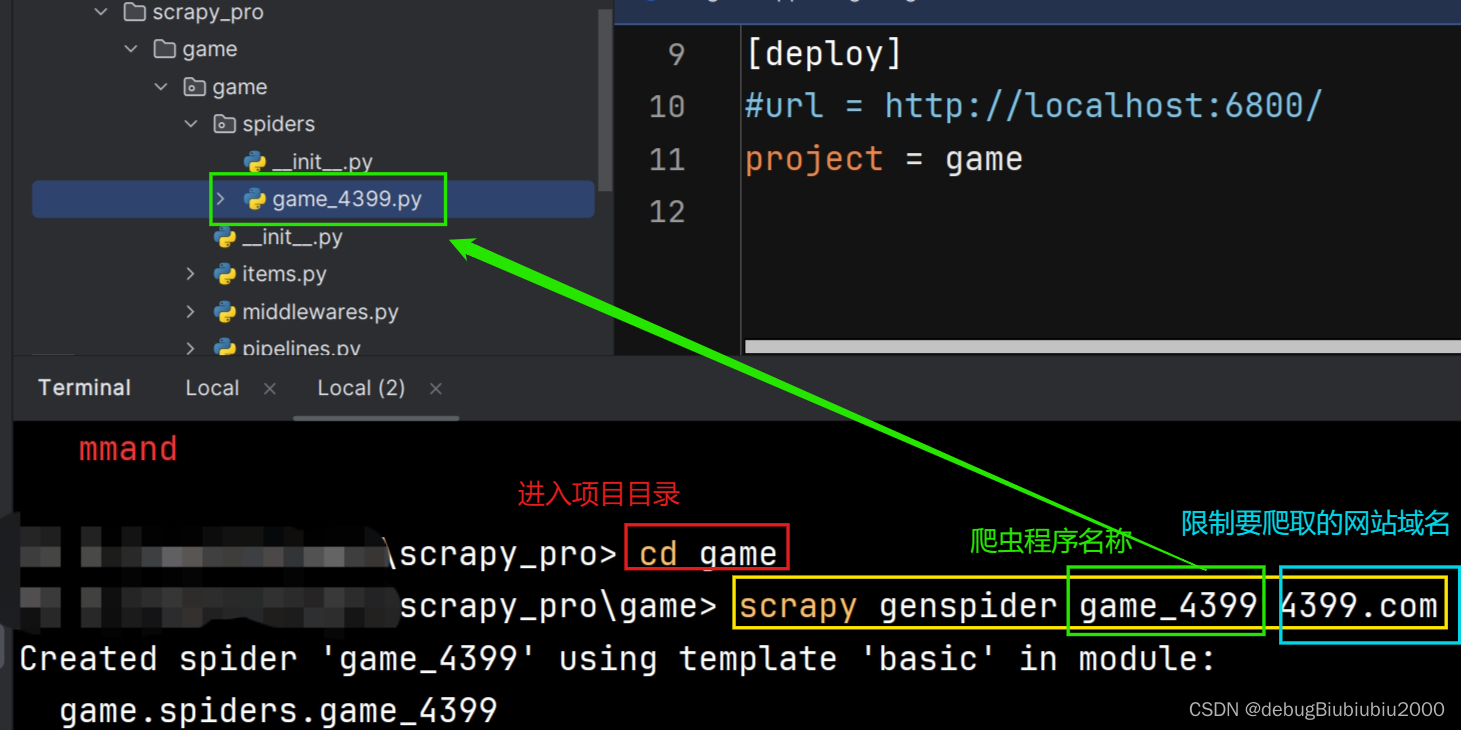 scrapy_pro
game
game
spiders
__init__.py
game_4399.py
__init__.py
items.py
middlewares.py
pipelines.py
9 [deploy]
10 #url = http://localhost:6800/
11 project = game
12
Terminal Local × Local (2) ×
mmand
进入项目目录
爬虫程序名称
限制要爬取的网站域名
\scrapy_pro> cd game
scrapy_pro\game> scrapy genspider game_4399 4399.com
Created spider 'game_4399' using template 'basic' in module:
game.spiders.game_4399
CSDN @debugBiubiubiu2000